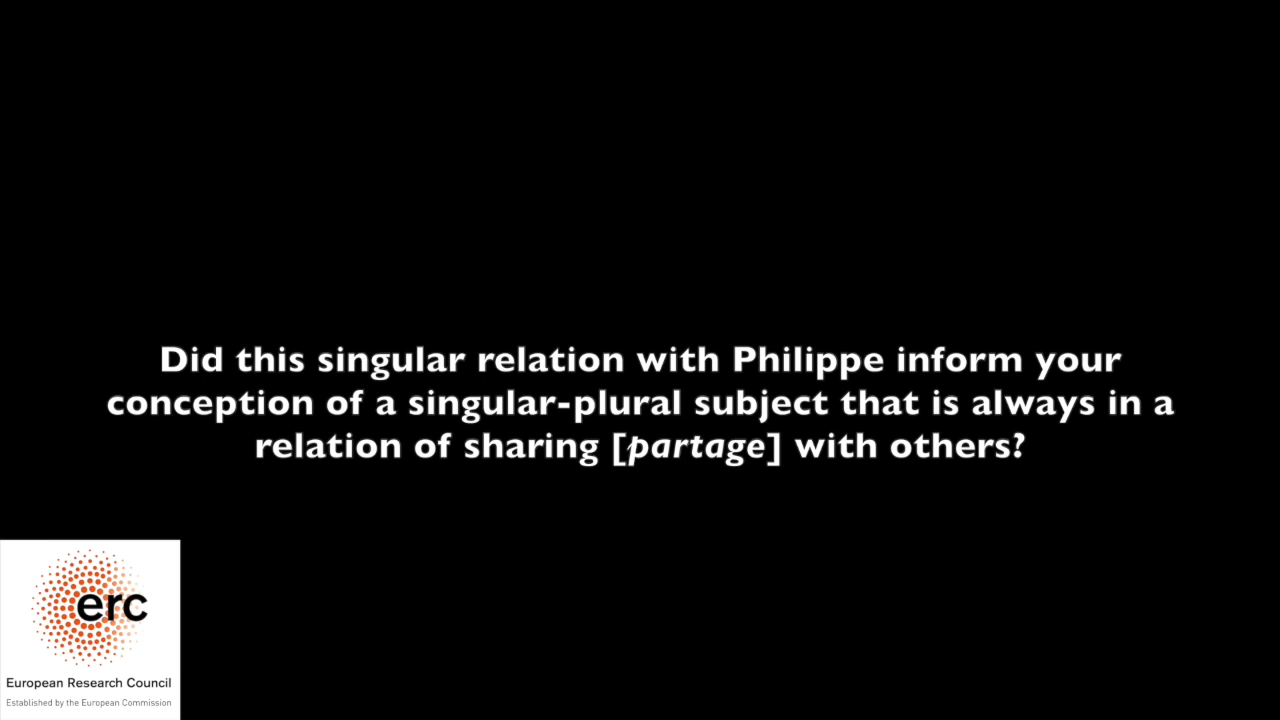 Did this singular relation with Philippe inform your
conception of a singular-plural subject that is always in a
relation of sharing [partage] with others?
erc
European Research Council
Established by the European Commission